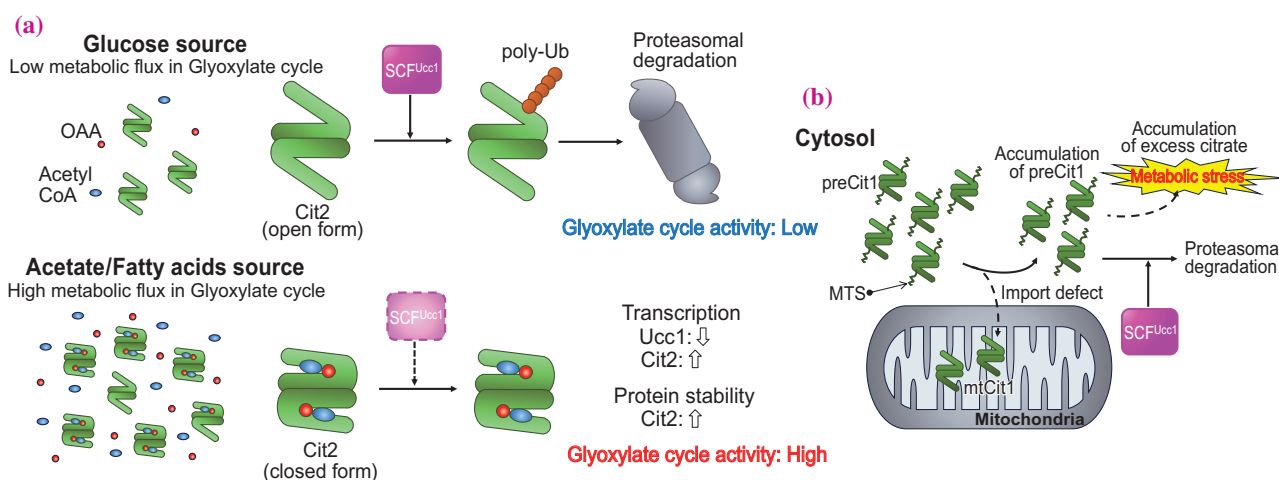 (a)
Glucose source
Low metabolic flux in Glyoxylate cycle
OAA
Acetyl
CoA
Cit2
(open form)
SCFUcc1
poly-Ub
Proteasomal
degradation
Glyoxylate cycle activity: Low
Acetate/Fatty acids source
High metabolic flux in Glyoxylate cycle
Cit2
(closed form)
SCFUcc1
Transcription
Ucc1: ⇩
Cit2: ⇧
Protein stability
Cit2: ⇧
Glyoxylate cycle activity: High
(b)
Cytosol
preCit1
MTS
Accumulation
of preCit1
Accumulation
of excess citrate
Metabolic stress
Import defect
Proteasomal
degradation
SCFUcc1
mtCit1
Mitochondria